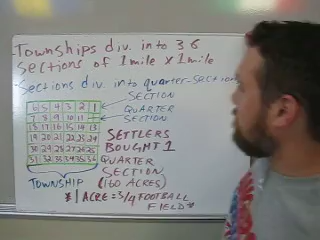 Townships div. into 36
sections of 1 mile x 1 mile
Sections div. into quarter-section
6 5 4 3 2 1
SECTION
7 8 9 10 11
QUARTER
SECTION
18 17 16 15 14 13
19 20 21 22 23 24
30 29 28 27 26 25
31 32 33 34 35 36
SETTLERS
BOUGHT 1
QUARTER
SECTION
(160 ACRES)
TOWNSHIP
* 1 ACRE = 3/4 FOOTBALL
FIELD*